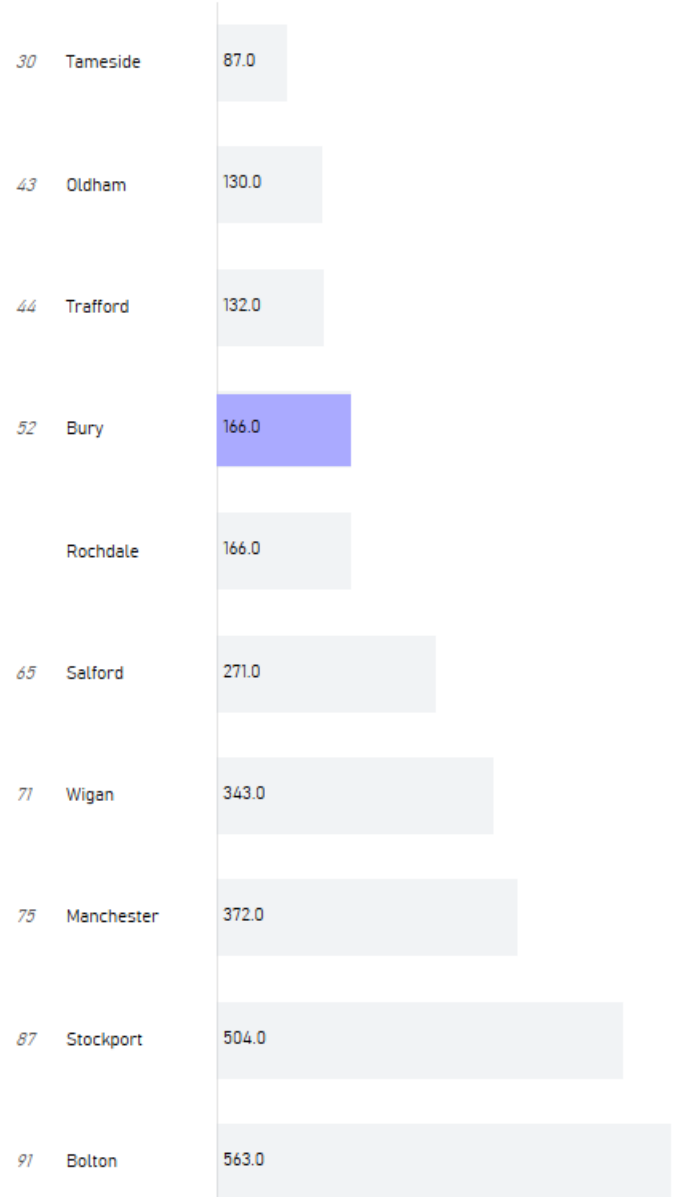 30 Tameside 87.0
43 Oldham 130.0
44 Trafford 132.0
52 Bury 166.0
Rochdale 166.0
65 Salford 271.0
71 Wigan 343.0
75 Manchester 372.0
87 Stockport 504.0
91 Bolton 563.0